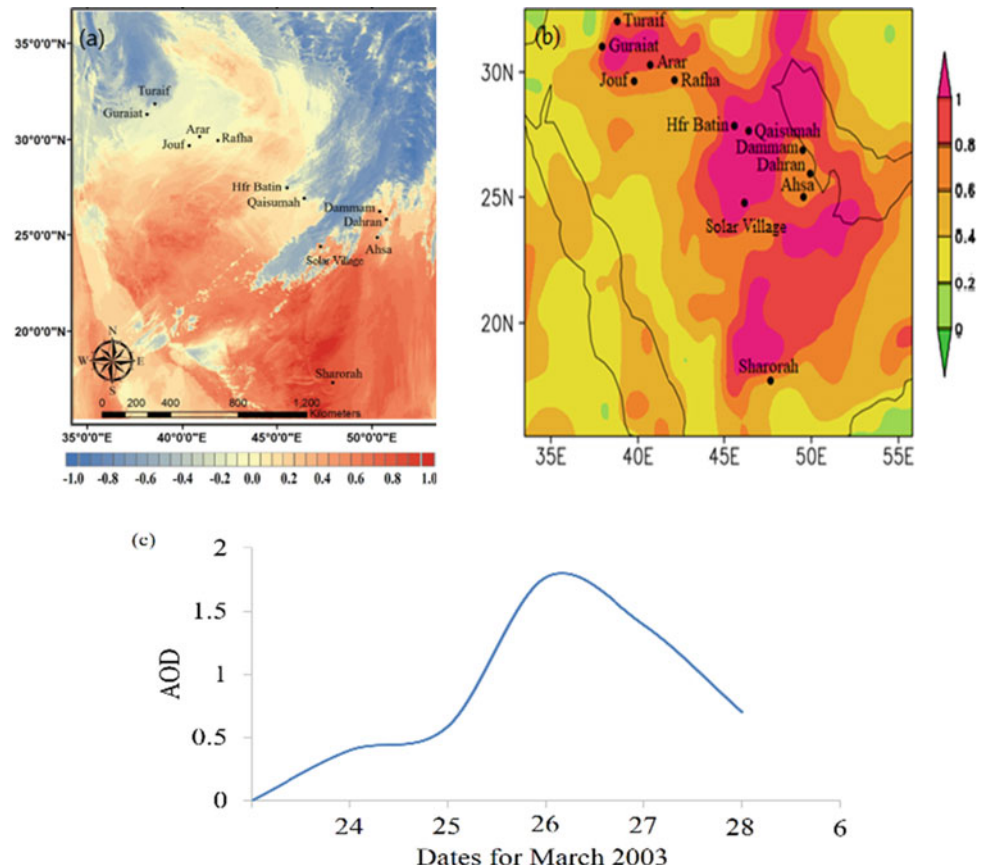 (a)
35°0'0"N
30°0'0"N
25°0'0"N
20°0'0"N
Turaif
Guraiat
Arar
Jouf
Rafha
Hfr Batin
Qaisumah
Dammam
Dahran
Ahsa
Solar Village
Sharorah
N
W E
S
0 200 400 800 1,200
Kilometers
34°0'0"E 40°0'0"E 45°0'0"E 50°0'0"E
-1.0 -0.8 -0.6 -0.4 -0.2 0.0 0.2 0.4 0.6 0.8 1.0
(b)
30N
25N
20N
Turaif
Guraiat
Arar
Jouf
Rafha
Hfr Batin
Qaisumah
Dammam
Dahran
Ahsa
Solar Village
Sharorah
35E 40E 45E 50E 55E
1
0.8
0.6
0.4
0.2
0
(c)
AOD
2
1.5
1
0.5
0
24 25 26 27 28 6
Dates for March 2003